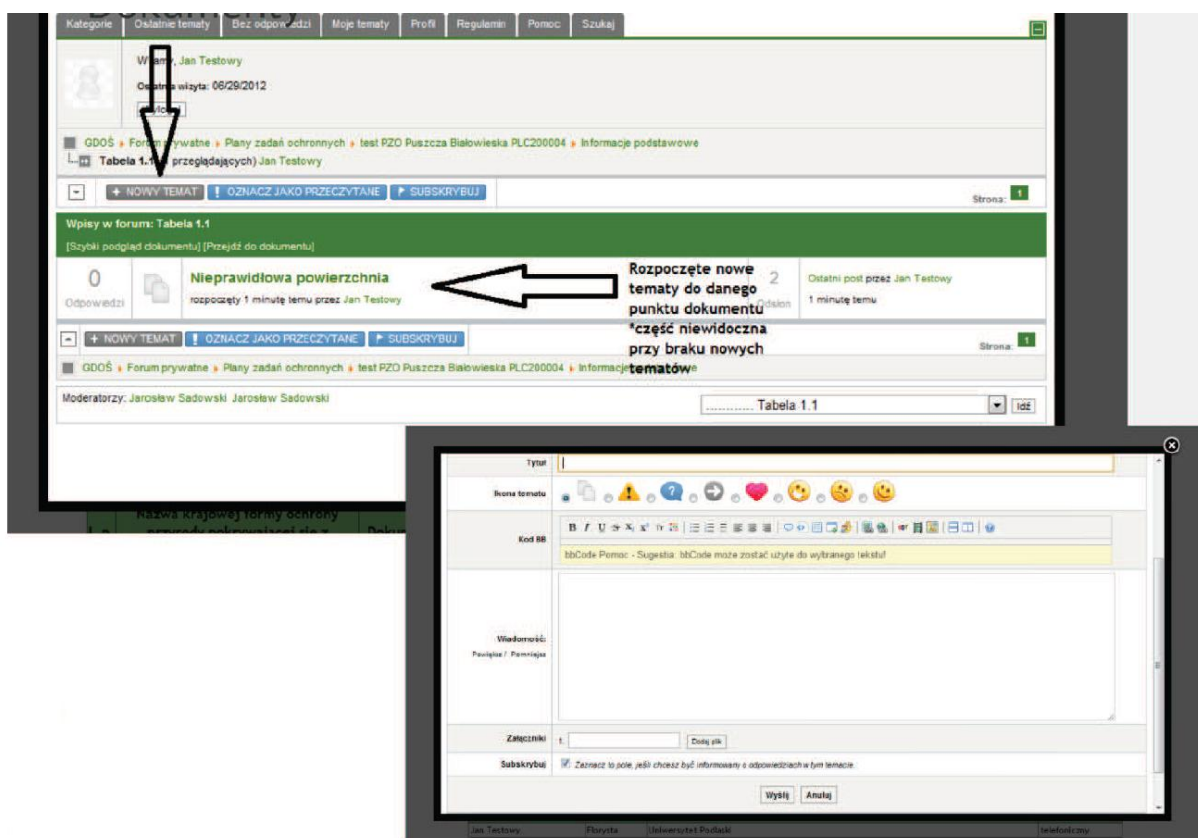 Dokumenty
Kategorie Ostatnie tematy Bez odpowiedzi Moje tematy Profil Regulamin Pomoc Szukaj
Witamy, Jan Testowy
Ostatnia wizyta: 06/29/2012
GDOŚ Forum prywatne Plany zadań ochronnych test PZO Puszcza Białowieska PLC200004 Informacje podstawowe
Tabela 1.1 przeglądających) Jan Testowy
+ NOWY TEMAT ! OZNACZ JAKO PRZECZYTANE SUBSKRYBUJ
Strona: 1
Wpisy w forum: Tabela 1.1
[Szybki podgląd dokumentu] [Przejdź do dokumentu]
0 Odpowiedzi
Nieprawidłowa powierzchnia
rozpoczęty 1 minutę temu przez Jan Testowy
Rozpoczęte nowe
tematy do danego
punktu dokumentu
*część niewidoczna
przy braku nowych
tematów
2 Odsłon
Ostatni post przez Jan Testowy
1 minutę temu
+ NOWY TEMAT ! OZNACZ JAKO PRZECZYTANE SUBSKRYBUJ
Strona: 1
GDOŚ Forum prywatne Plany zadań ochronnych test PZO Puszcza Białowieska PLC200004
Moderatorzy: Jarosław Sadowski Jarosław Sadowski
............ Tabela 1.1 Idź
Nazwa krajowej formy ochrony
Tytuł
Ikona tematu
Kod BB
bbCode Pomoc - Sugestia: bbCode może zostać użyte do wybranego tekstu!
Wiadomość:
Powiększ / Pomniejsz
Załączniki 1. Dodaj plik
Subskrybuj Zaznacz to pole, jeśli chcesz być informowany o odpowiedziach w tym temacie.
Wyślij Anuluj
Jan Testowy Florysta Uniwersytet Podlaski telefoniczny